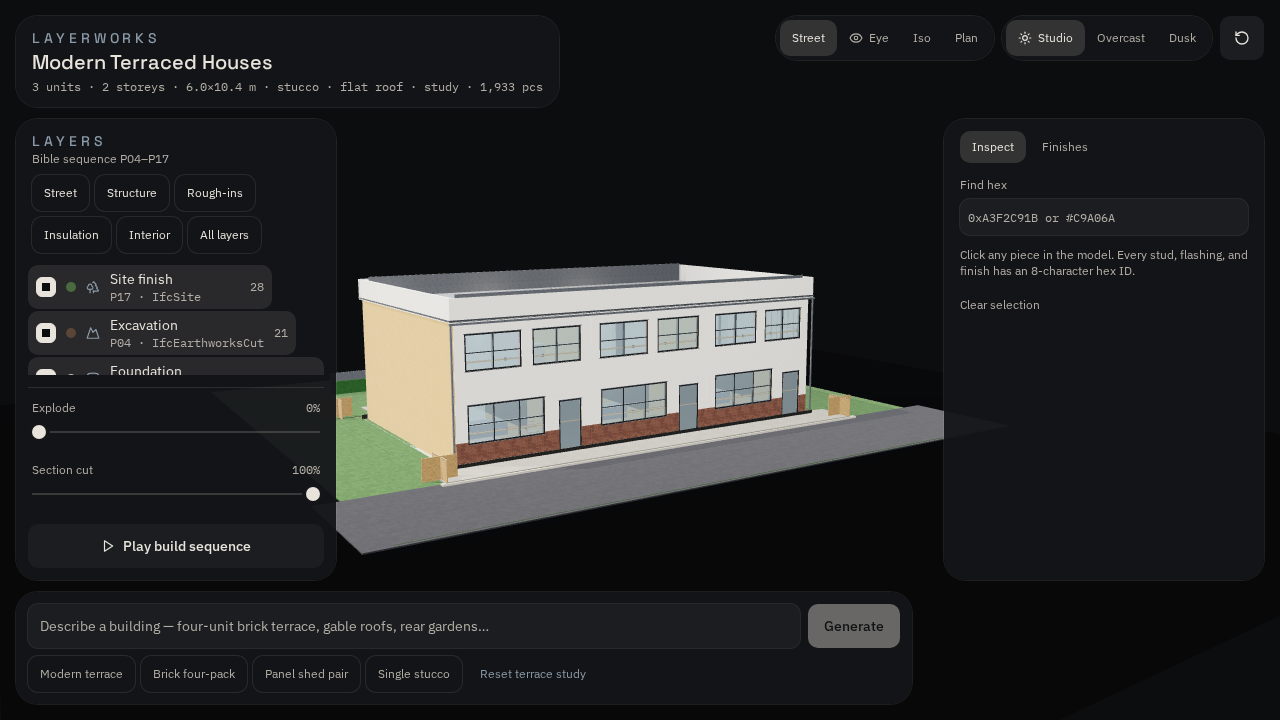 LAYERWORKS
Modern Terraced Houses
3 units · 2 storeys · 6.0×10.4 m · stucco · flat roof · study · 1,933 pcs
Street
Eye
Iso
Plan
Studio
Overcast
Dusk
LAYERS
Bible sequence P04–P17
Street
Structure
Rough-ins
Insulation
Interior
All layers
Site finish
P17 · IfcSite
28
Excavation
P04 · IfcEarthworksCut
21
Foundation
Explode
0%
Section cut
100%
Play build sequence
Inspect
Finishes
Find hex
0xA3F2C91B or #C9A06A
Click any piece in the model. Every stud, flashing, and
finish has an 8-character hex ID.
Clear selection
Describe a building — four-unit brick terrace, gable roofs, rear gardens...
Generate
Modern terrace
Brick four-pack
Panel shed pair
Single stucco
Reset terrace study